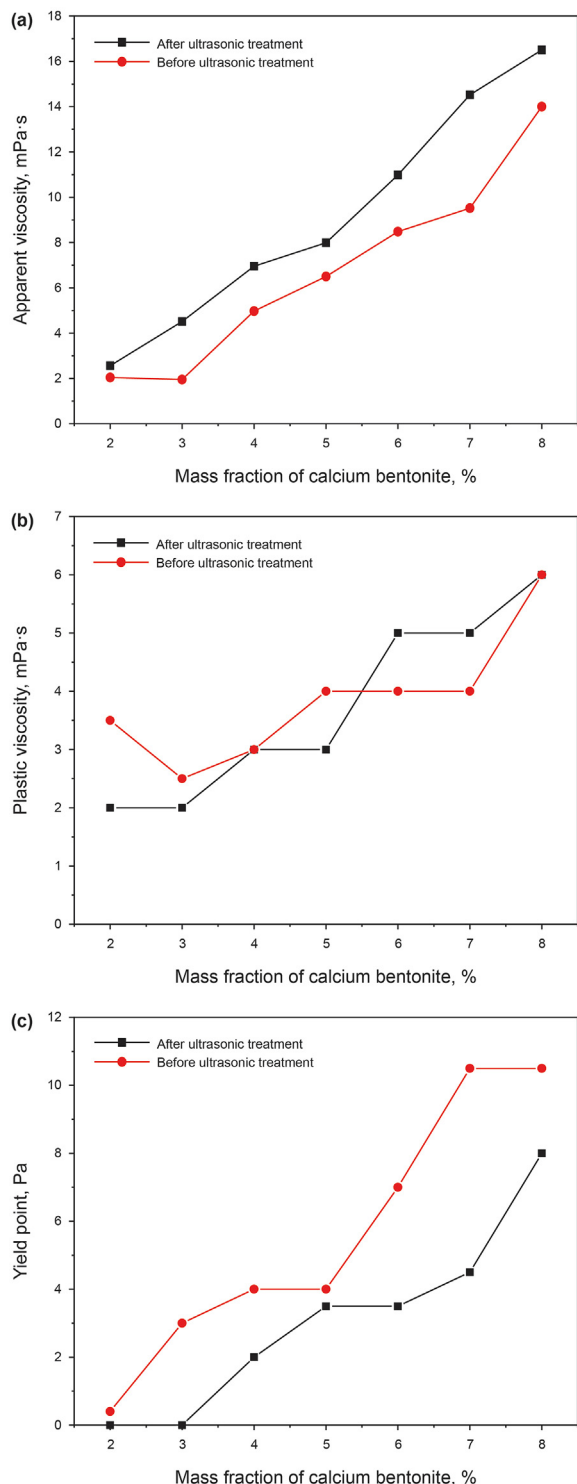 (a)
After ultrasonic treatment
Before ultrasonic treatment
18
16
14
12
10
8
6
4
2
0
Apparent viscosity, mPa·s
2 3 4 5 6 7 8
Mass fraction of calcium bentonite, %
(b)
After ultrasonic treatment
Before ultrasonic treatment
7
6
5
4
3
2
1
0
Plastic viscosity, mPa·s
2 3 4 5 6 7 8
Mass fraction of calcium bentonite, %
(c)
After ultrasonic treatment
Before ultrasonic treatment
12
10
8
6
4
2
0
Yield point, Pa
2 3 4 5 6 7 8
Mass fraction of calcium bentonite, %